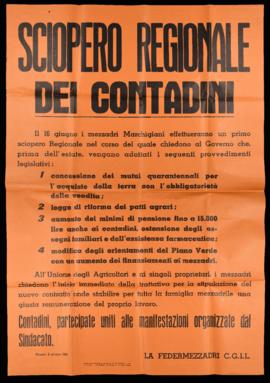 SCIOPERO REGIONALE
DEI CONTADINI
Il 16 giugno i mezzadri Marchigiani effettueranno un primo
sciopero Regionale nel corso del quale chiedono al Governo che,
prima dell'estate, vengano adottati i seguenti provvedimenti
legislativi :
1 concessione dei mutui quarantennali per
l'acquisto della terra con l'obbligatorietà
della vendita;
2 legge di riforma dei patti agrari;
3 aumento dei minimi di pensione fino a 15.000
lire anche ai contadini, estensione degli as-
segni familiari e dell'assistenza farmaceutica;
4 modifica degli orientamenti del Piano Verde
con un aumento dei finanziamenti ai mezzadri.
All'Unione degli Agricoltori e ai singoli proprietari, i mezzadri
chiedono l'inizio immediato della trattativa per la stipulazione del
nuovo contratto onde stabilire per tutta la famiglia mezzadrile una
giusta remunerazione del proprio lavoro.
Contadini, partecipate uniti alle manifestazioni organizzate dal
Sindacato.
LA FEDERMEZZADRI C.G.I.L.